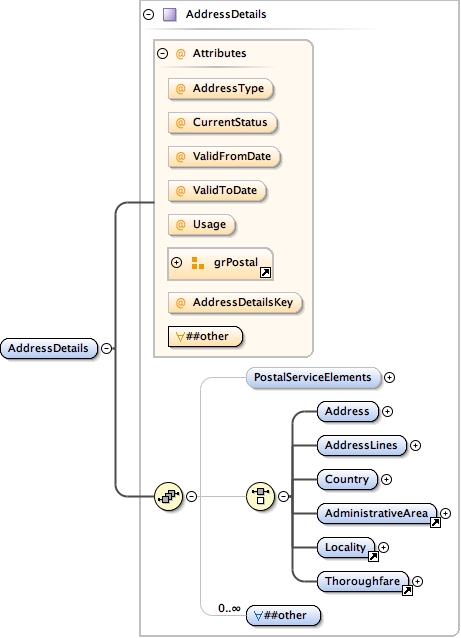 AddressDetails
Attributes
@ AddressType
@ CurrentStatus
@ ValidFromDate
@ ValidToDate
@ Usage
grPostal
@ AddressDetailsKey
∀##other
AddressDetails
PostalServiceElements
Address
AddressLines
Country
AdministrativeArea
Locality
Thoroughfare
0..∞
∀##other